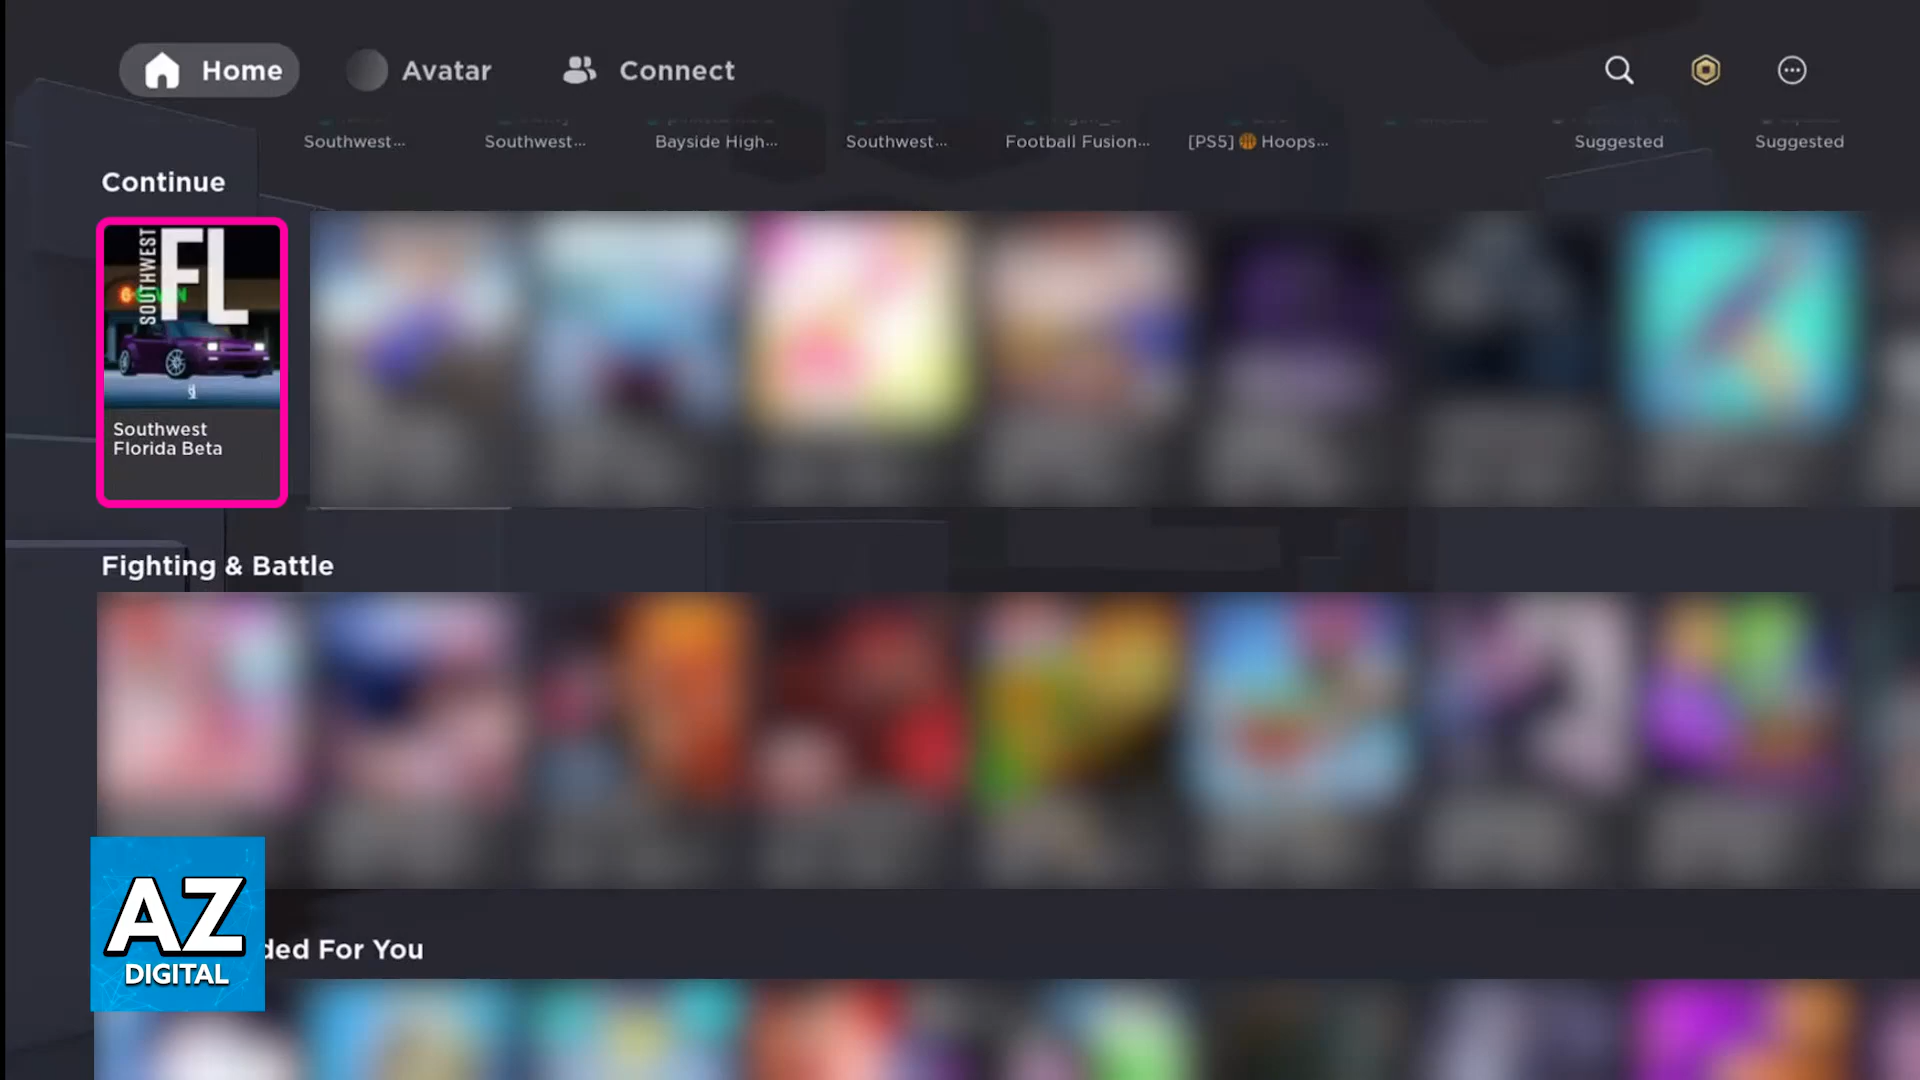 Home
Avatar
Connect
Southwest...
Southwest...
Bayside High...
Southwest...
Football Fusion...
[PS5] 🏀 Hoops...
Suggested
Suggested
Continue
SOUTHWEST
FL
Southwest
Florida Beta
Fighting & Battle
ded For You
AZ
DIGITAL